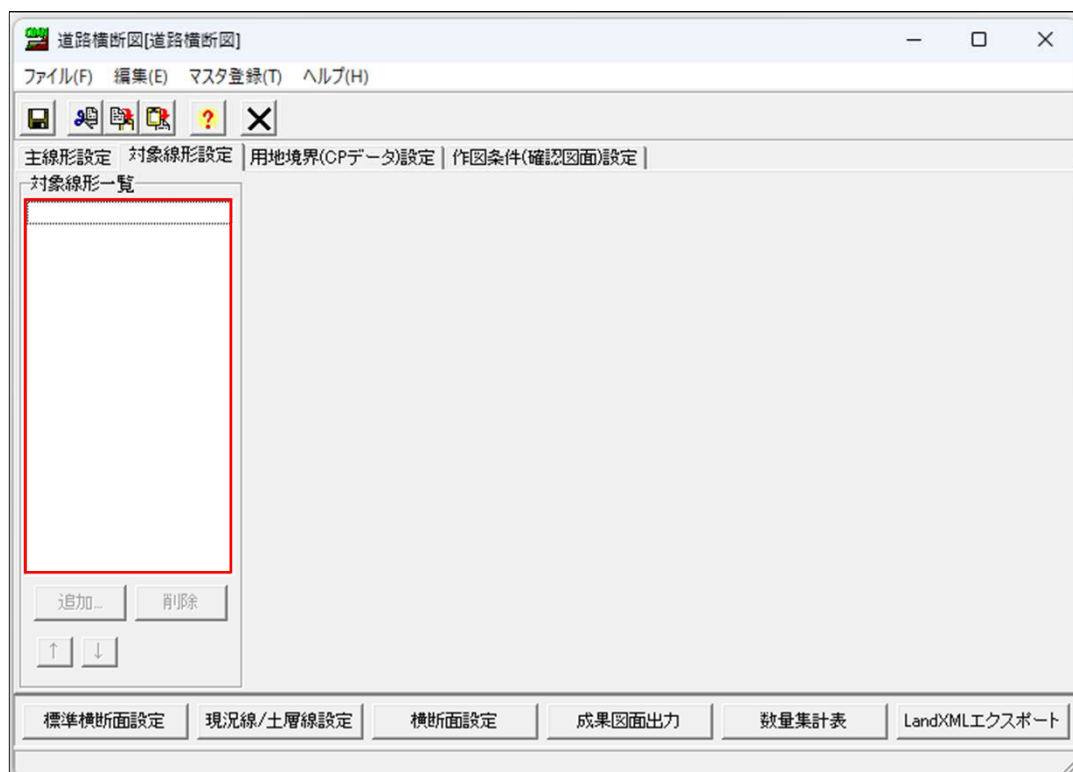 道路横断図[道路横断図]
ファイル(F) 編集(E) マスタ登録(T) ヘルプ(H)
主線形設定 対象線形設定 用地境界(CPデータ)設定 作図条件(確認図面)設定
対象線形一覧
追加... 削除
↑ ↓
標準横断面設定 現況線/土層線設定 横断面設定 成果図面出力 数量集計表 LandXMLエクスポート